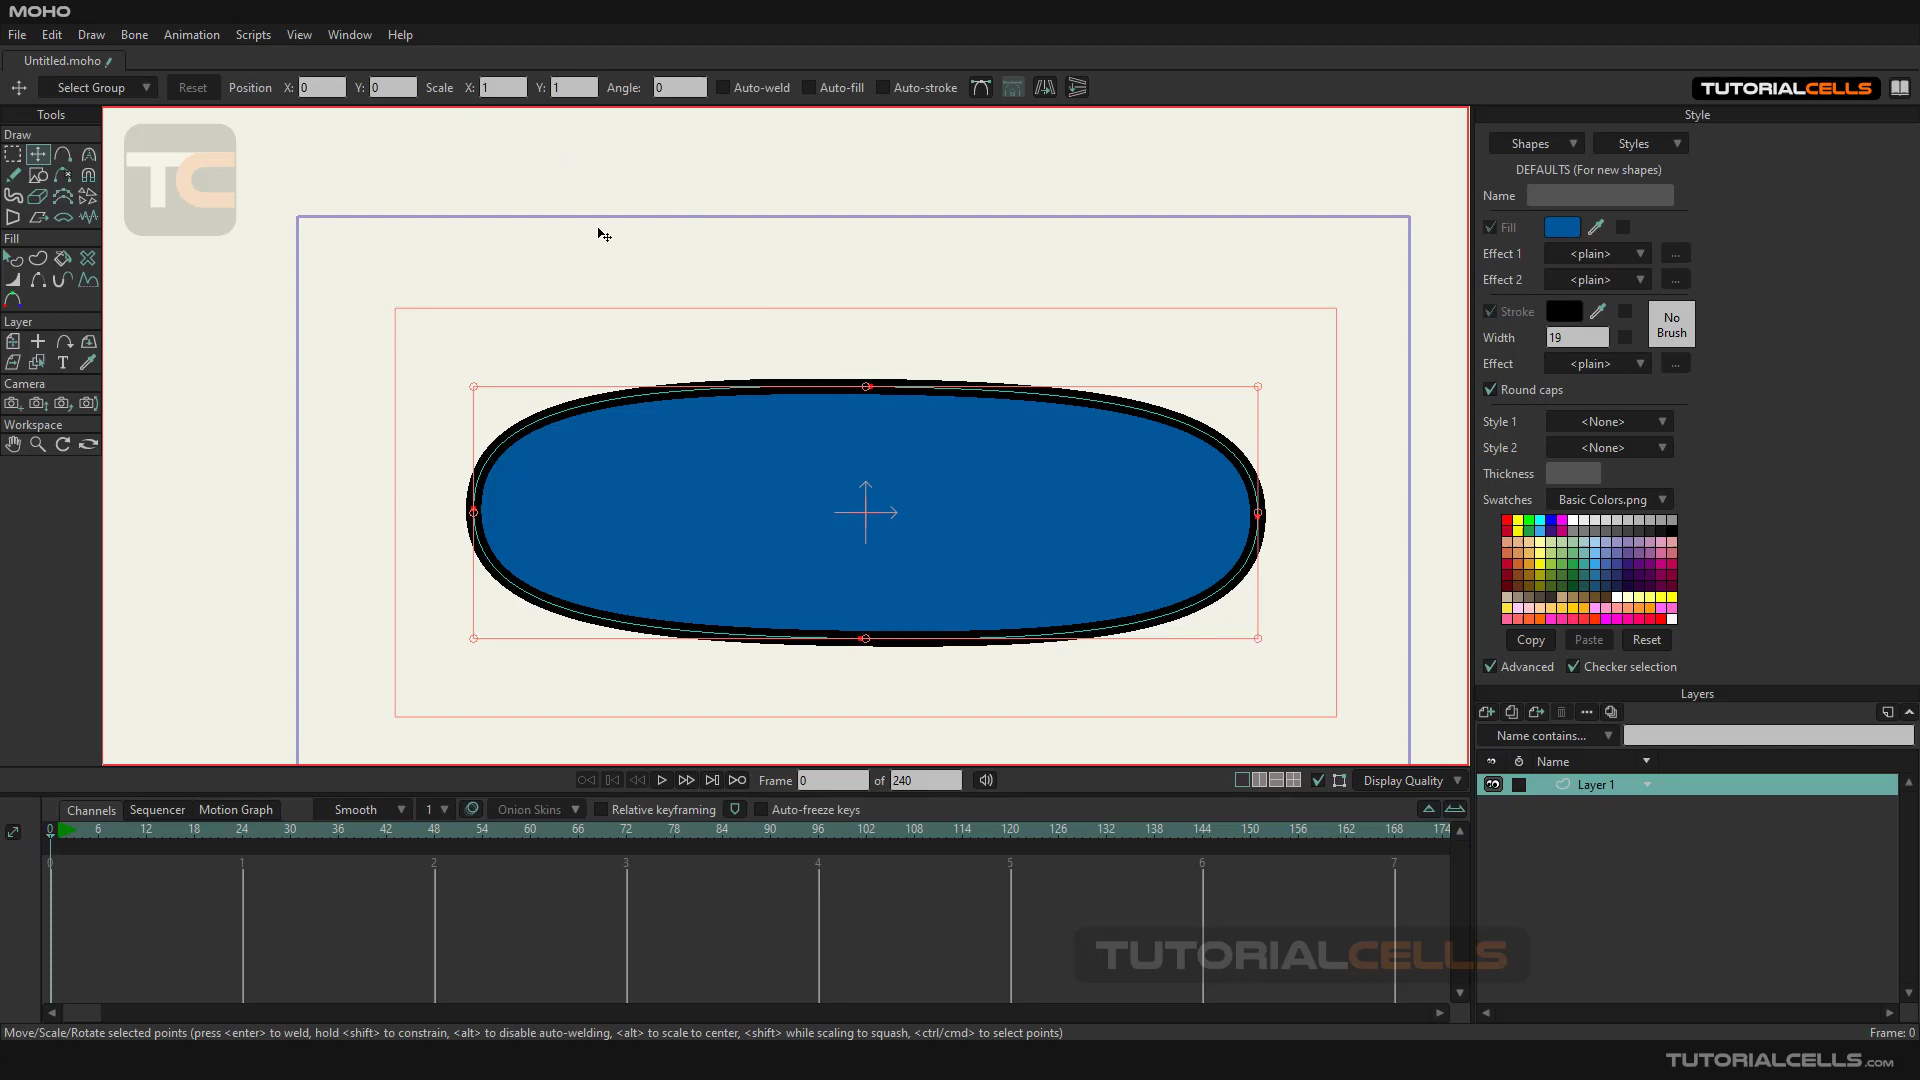 MOHO
File Edit Draw Bone Animation Scripts View Window Help
Untitled.moho
Select Group Reset Position X: 0 Y: 0 Scale X: 1 Y: 1 Angle: 0 Auto-weld Auto-fill Auto-stroke
TUTORIALCELLS
Tools
Draw
Fill
Layer
T
Camera
Workspace
TC
Style
Shapes Styles
DEFAULTS (For new shapes)
Name
Fill
Effect 1 <plain> ...
Effect 2 <plain> ...
Stroke No Brush
Width 19
Effect <plain> ...
Round caps
Style 1 <None>
Style 2 <None>
Thickness
Swatches Basic Colors.png
Copy Paste Reset
Advanced Checker selection
Layers
Name contains...
Name
Layer 1
Frame 0 of 240 Display Quality
Channels Sequencer Motion Graph Smooth 1 Onion Skins Relative keyframing Auto-freeze keys
0 6 12 18 24 30 36 42 48 54 60 66 72 78 84 90 96 102 108 114 120 126 132 138 144 150 156 162 168 174
0 1 2 3 4 5 6 7
TUTORIALCELLS
Move/Scale/Rotate selected points (press <enter> to weld, hold <shift> to constrain, <alt> to disable auto-welding, <alt> to scale to center, <shift> while scaling to squash, <ctrl/cmd> to select points) Frame: 0
TUTORIALCELLS.COM